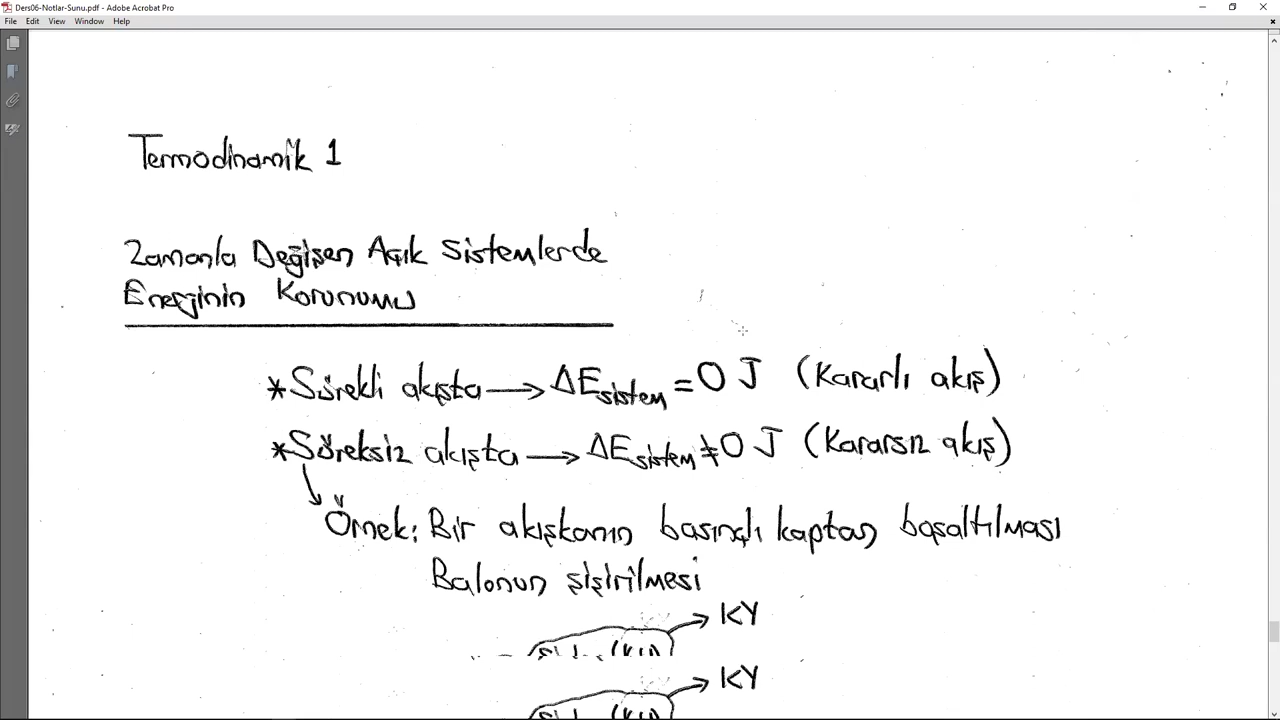 Ders06-Notlar-Sunu.pdf - Adobe Acrobat Pro
File Edit View Window Help
Termodinamik 1
Zamanla Değişen Açık Sistemlerde
Enerjinin Korunumu
*Sürekli akışta → ΔEsistem = 0 J (Kararlı akış)
*Süreksiz akışta → ΔEsistem ≠ 0 J (Kararsız akış)
Örnek: Bir akışkanın basınçlı kaptan boşaltılması
Balonun şişirilmesi
KY
KY